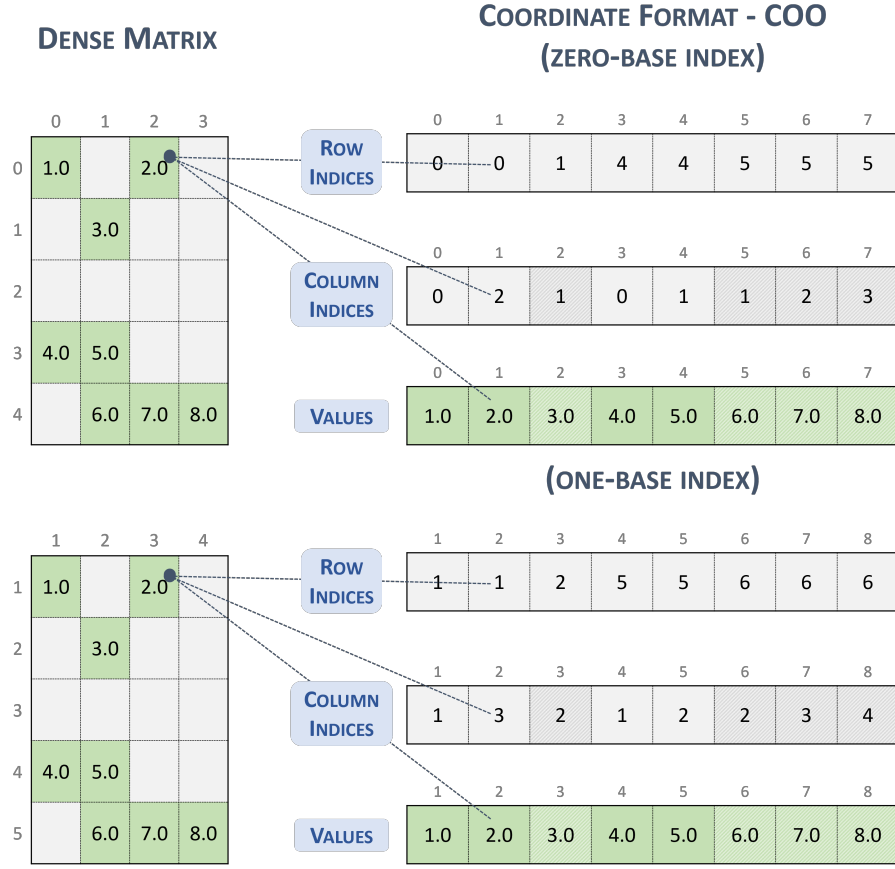 DENSE MATRIX
COORDINATE FORMAT - COO
(ZERO-BASE INDEX)
0 1 2 3
0 1.0 2.0
1 3.0
2
3 4.0 5.0
4 6.0 7.0 8.0
0 1 2 3 4 5 6 7
ROW
INDICES
0 0 1 4 4 5 5 5
0 1 2 3 4 5 6 7
COLUMN
INDICES
0 2 1 0 1 1 2 3
0 1 2 3 4 5 6 7
VALUES
1.0 2.0 3.0 4.0 5.0 6.0 7.0 8.0
(ONE-BASE INDEX)
1 2 3 4
1 1.0 2.0
2 3.0
3
4 4.0 5.0
5 6.0 7.0 8.0
1 2 3 4 5 6 7 8
ROW
INDICES
1 1 2 5 5 6 6 6
1 2 3 4 5 6 7 8
COLUMN
INDICES
1 3 2 1 2 2 3 4
1 2 3 4 5 6 7 8
VALUES
1.0 2.0 3.0 4.0 5.0 6.0 7.0 8.0